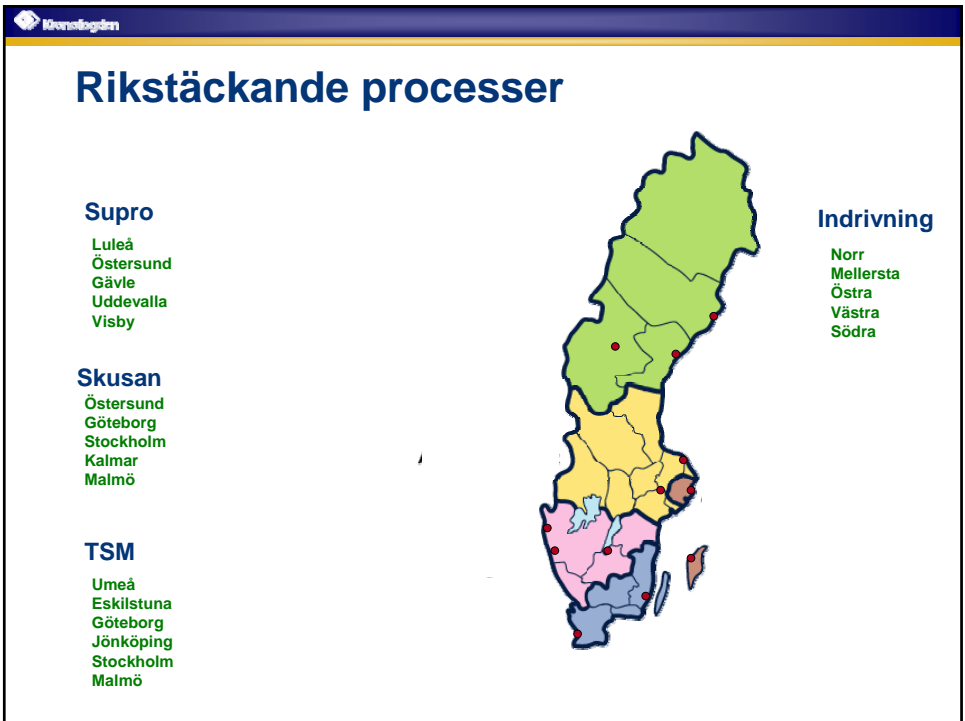 Kronofogden
Rikstäckande processer
Supro
Luleå
Östersund
Gävle
Uddevalla
Visby
Skusan
Östersund
Göteborg
Stockholm
Kalmar
Malmö
TSM
Umeå
Eskilstuna
Göteborg
Jönköping
Stockholm
Malmö
Indrivning
Norr
Mellersta
Östra
Västra
Södra